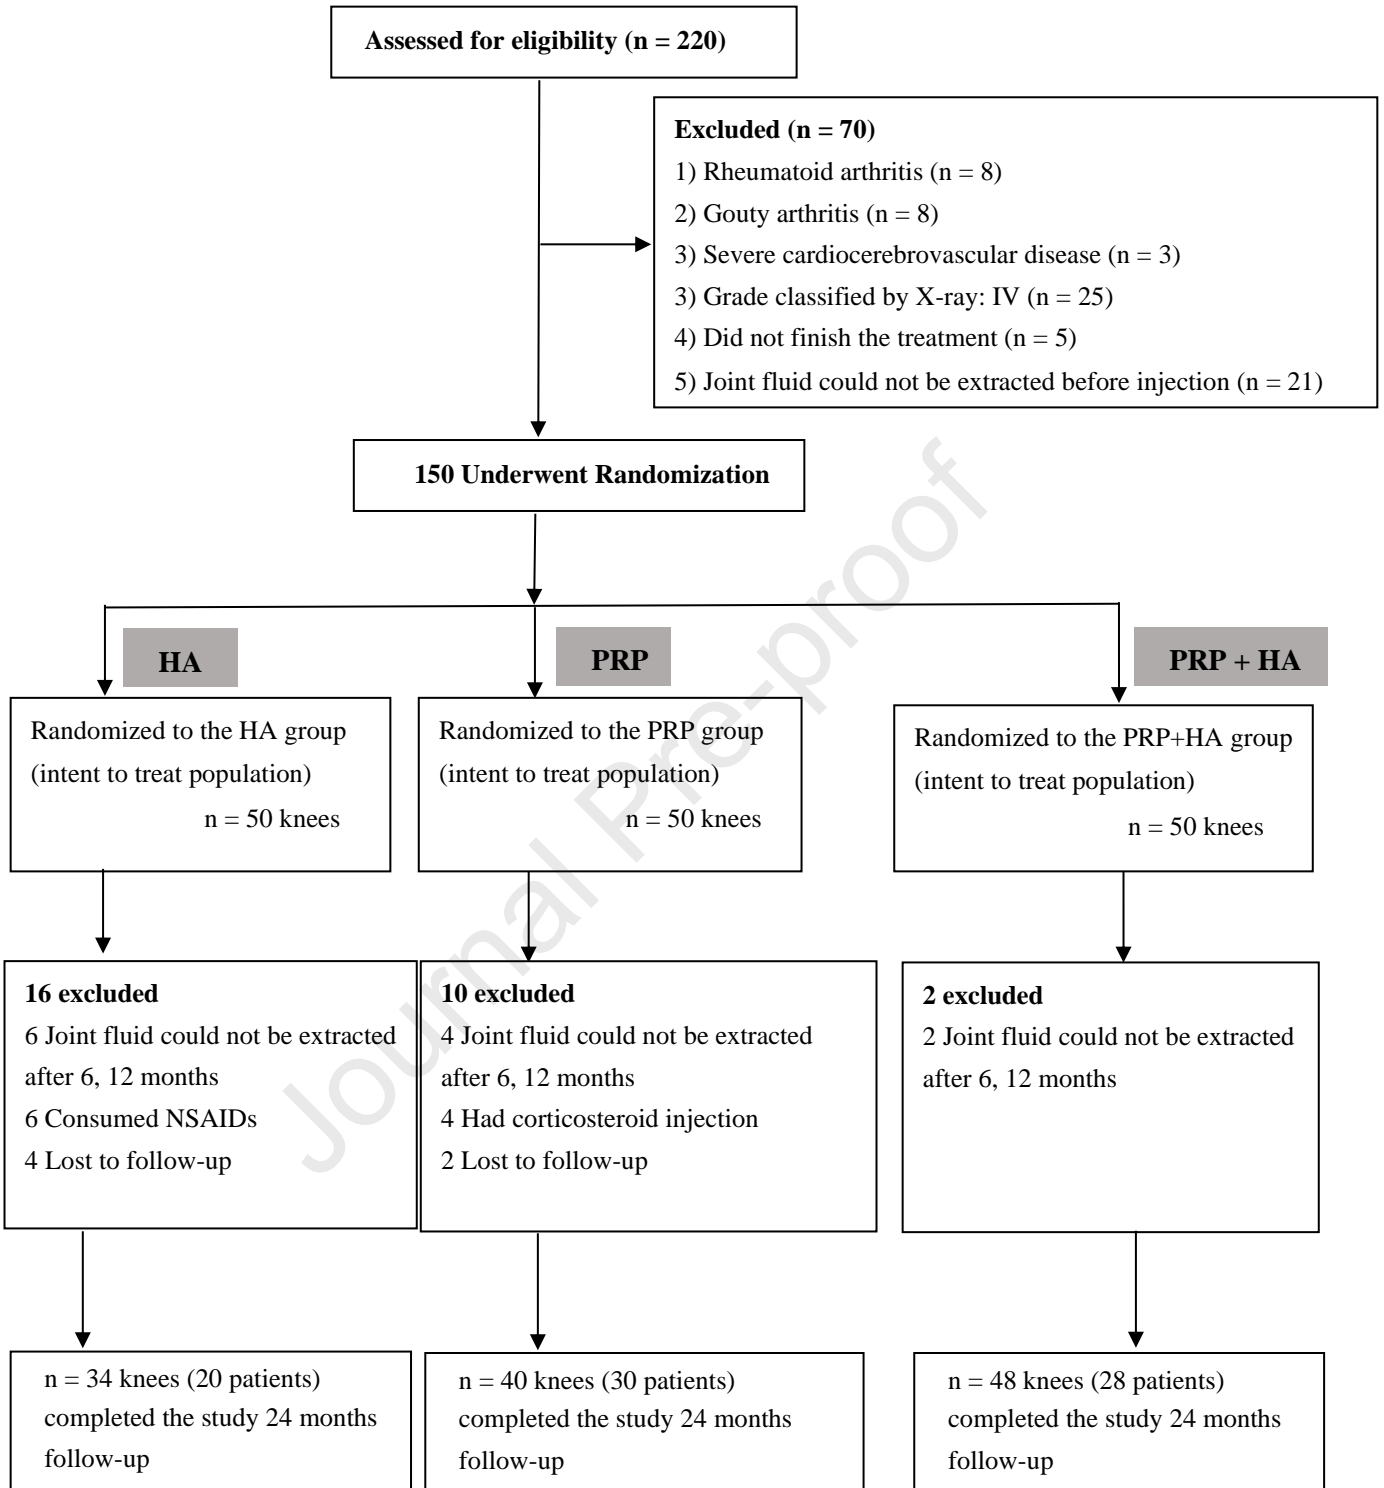 Assessed for eligibility (n = 220)
Excluded (n = 70)
1) Rheumatoid arthritis (n = 8)
2) Gouty arthritis (n = 8)
3) Severe cardiocerebrovascular disease (n = 3)
3) Grade classified by X-ray: IV (n = 25)
4) Did not finish the treatment (n = 5)
5) Joint fluid could not be extracted before injection (n = 21)
150 Underwent Randomization
HA
PRP
PRP + HA
Randomized to the HA group
(intent to treat population)
n = 50 knees
Randomized to the PRP group
(intent to treat population)
n = 50 knees
Randomized to the PRP+HA group
(intent to treat population)
n = 50 knees
16 excluded
6 Joint fluid could not be extracted
after 6, 12 months
6 Consumed NSAIDs
4 Lost to follow-up
10 excluded
4 Joint fluid could not be extracted
after 6, 12 months
4 Had corticosteroid injection
2 Lost to follow-up
2 excluded
2 Joint fluid could not be extracted
after 6, 12 months
n = 34 knees (20 patients)
completed the study 24 months
follow-up
n = 40 knees (30 patients)
completed the study 24 months
follow-up
n = 48 knees (28 patients)
completed the study 24 months
follow-up
Journal Pre-proof